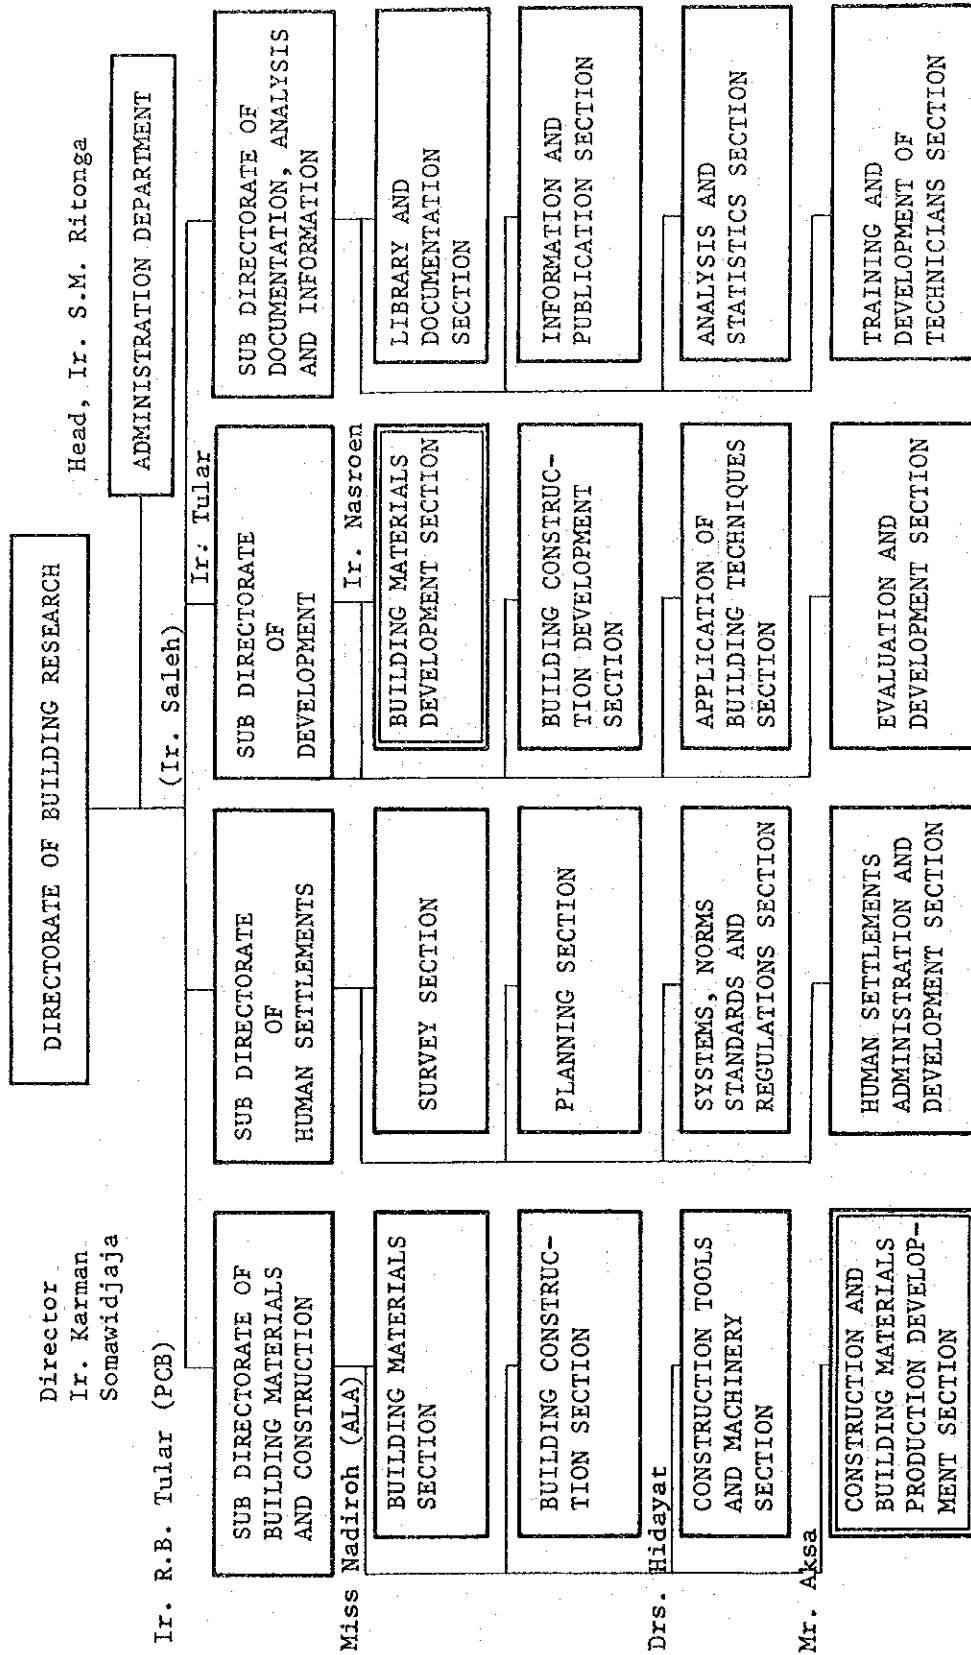 Director
Ir. Karman
Somawidjaja
DIRECTORATE OF BUILDING RESEARCH
Head, Ir. S.M. Ritonga
ADMINISTRATION DEPARTMENT
Ir. R.B. Tular (PCB)
(Ir. Saleh)
Ir. Tular
SUB DIRECTORATE OF
BUILDING MATERIALS
AND CONSTRUCTION
Miss Nadiroh (ALA)
BUILDING MATERIALS
SECTION
BUILDING CONSTRUC-
TION SECTION
Drs. Hidayat
CONSTRUCTION TOOLS
AND MACHINERY
SECTION
Mr. Aksa
CONSTRUCTION AND
BUILDING MATERIALS
PRODUCTION DEVELOP-
MENT SECTION
SUB DIRECTORATE
OF
HUMAN SETTLEMENTS
SURVEY SECTION
PLANNING SECTION
SYSTEMS, NORMS
STANDARDS AND
REGULATIONS SECTION
HUMAN SETTLEMENTS
ADMINISTRATION AND
DEVELOPMENT SECTION
SUB DIRECTORATE
OF
DEVELOPMENT
Ir. Nasroen
BUILDING MATERIALS
DEVELOPMENT SECTION
BUILDING CONSTRUC-
TION DEVELOPMENT
SECTION
APPLICATION OF
BUILDING TECHNIQUES
SECTION
EVALUATION AND
DEVELOPMENT SECTION
SUB DIRECTORATE OF
DOCUMENTATION, ANALYSIS
AND INFORMATION
LIBRARY AND
DOCUMENTATION
SECTION
INFORMATION AND
PUBLICATION SECTION
ANALYSIS AND
STATISTICS SECTION
TRAINING AND
DEVELOPMENT OF
TECHNICIANS SECTION